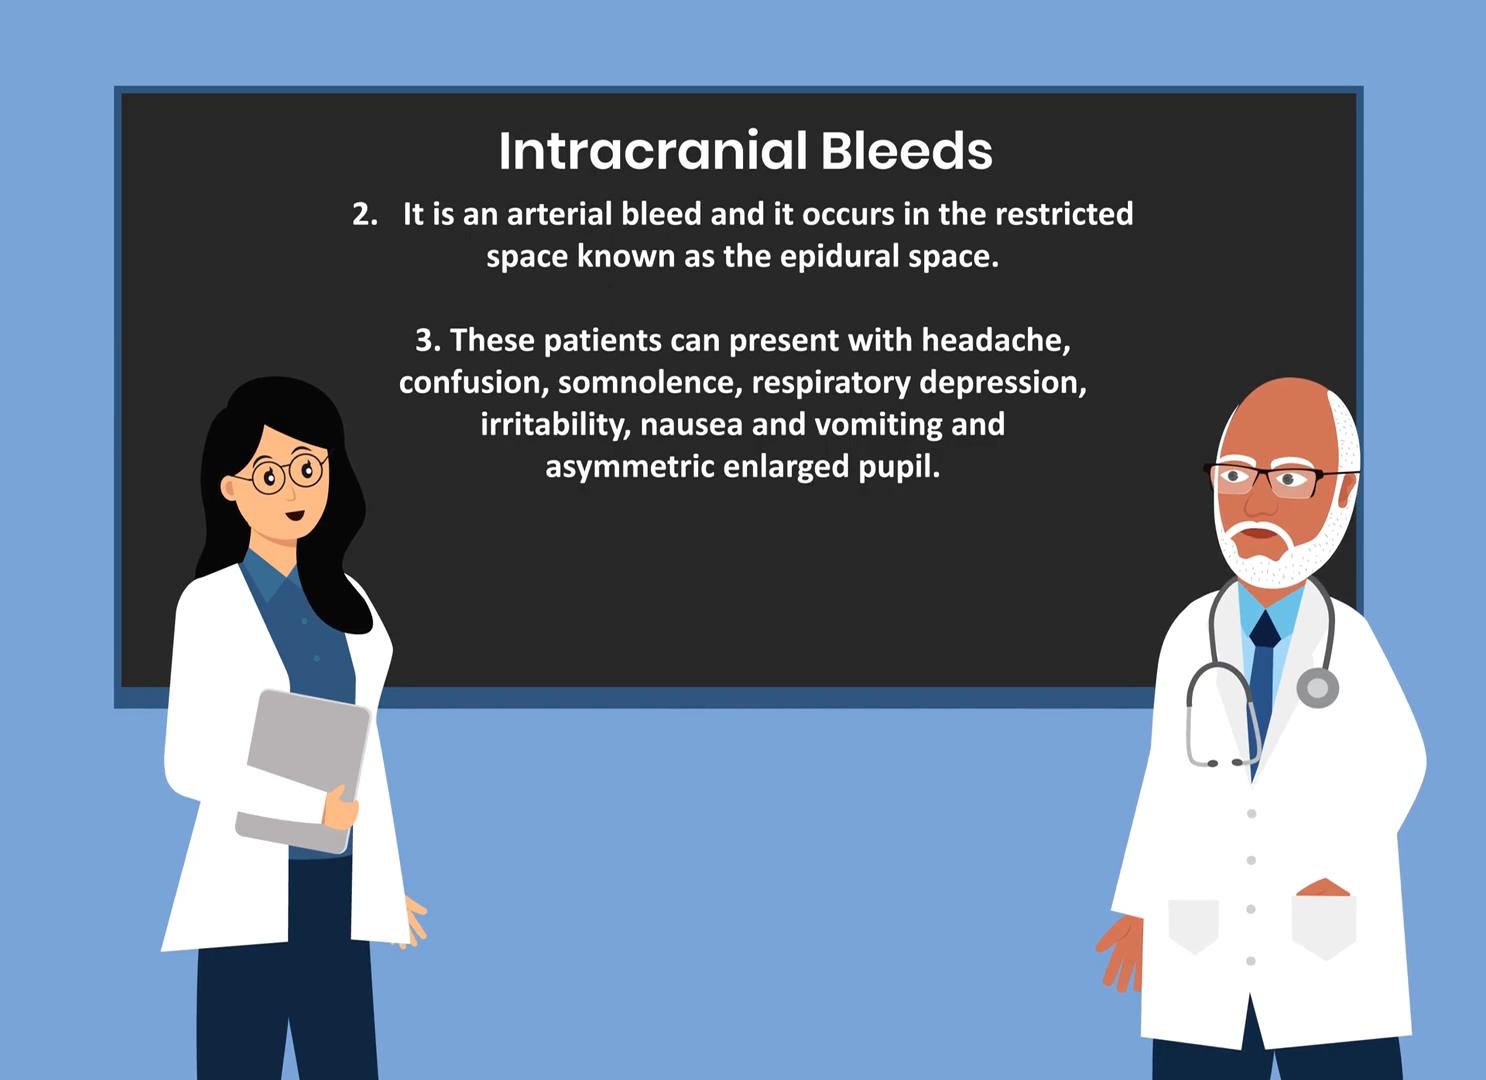 Intracranial Bleeds
2. It is an arterial bleed and it occurs in the restricted
space known as the epidural space.
3. These patients can present with headache,
confusion, somnolence, respiratory depression,
irritability, nausea and vomiting and
asymmetric enlarged pupil.